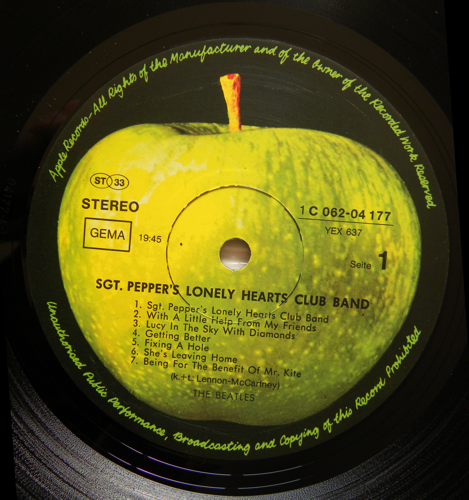 Apple Records-All Rights of the Manufacturer and of the Owner of the Recorded Work Reserved
ST 33
STEREO
GEMA
19:45
1 C 062-04 177
YEX 637
Seite 1
SGT. PEPPER'S LONELY HEARTS CLUB BAND
1. Sgt. Pepper's Lonely Hearts Club Band
2. With A Little Help From My Friends
3. Lucy In The Sky With Diamonds
4. Getting Better
5. Fixing A Hole
6. She's Leaving Home
7. Being For The Benefit Of Mr. Kite
(k.+t. Lennon-McCartney)
THE BEATLES
Unauthorised Public Performance, Broadcasting and Copying of this Record Prohibited